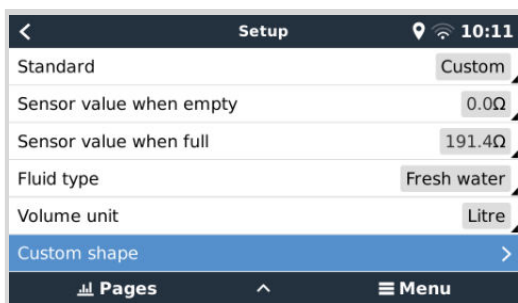 Setup 10:11
Standard Custom
Sensor value when empty 0.0Ω
Sensor value when full 191.4Ω
Fluid type Fresh water
Volume unit Litre
Custom shape
Pages Menu